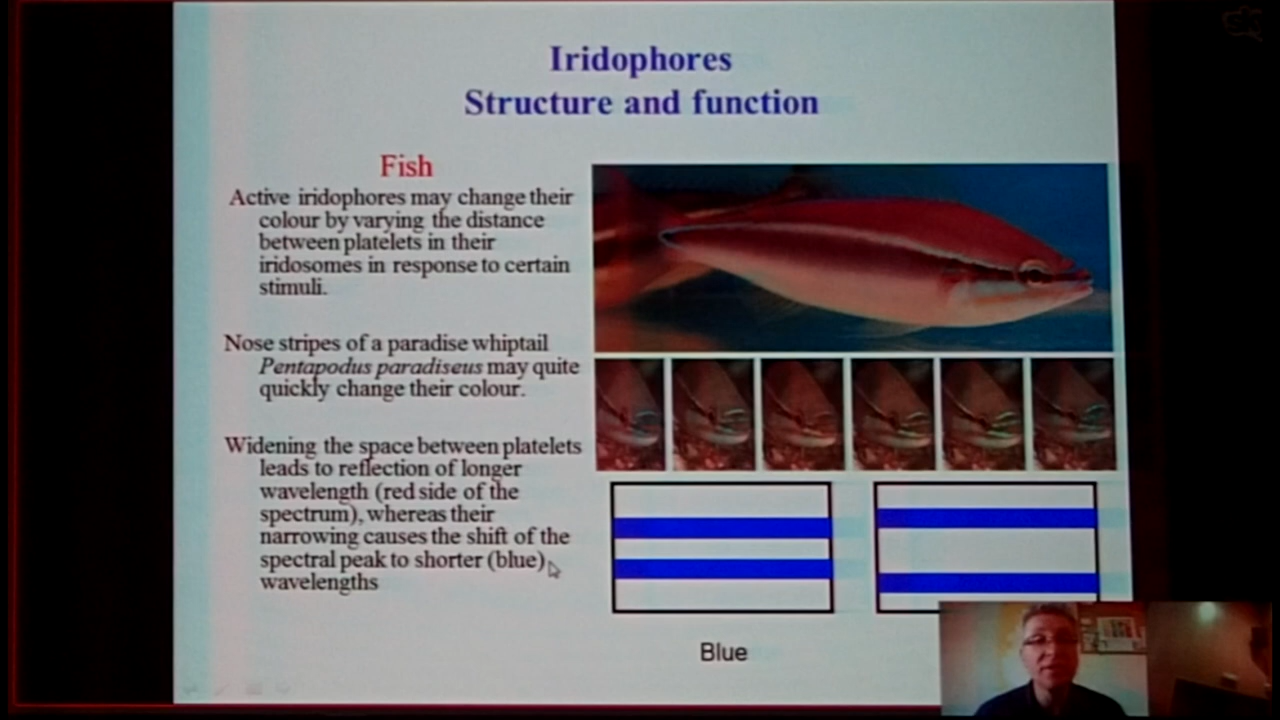 Iridophores
Structure and function
Fish
Active iridophores may change their
colour by varying the distance
between platelets in their
iridosomes in response to certain
stimuli.
Nose stripes of a paradise whiptail
Pentapodus paradiseus may quite
quickly change their colour.
Widening the space between platelets
leads to reflection of longer
wavelength (red side of the
spectrum), whereas their
narrowing causes the shift of the
spectral peak to shorter (blue)
wavelengths
Blue